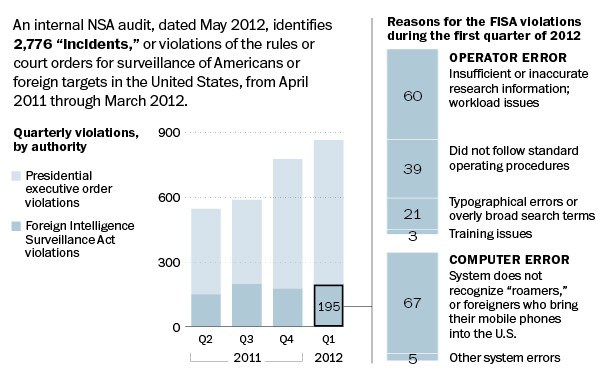 An internal NSA audit, dated May 2012, identifies
2,776 “Incidents,” or violations of the rules or
court orders for surveillance of Americans or
foreign targets in the United States, from April
2011 through March 2012.
Quarterly violations,
by authority
Presidential
executive order
violations
Foreign Intelligence
Surveillance Act
violations
900
600
300
0
195
Q2
Q3
Q4
Q1
2011
2012
Reasons for the FISA violations
during the first quarter of 2012
OPERATOR ERROR
60
Insufficient or inaccurate
research information;
workload issues
39
Did not follow standard
operating procedures
21
Typographical errors or
overly broad search terms
3
Training issues
COMPUTER ERROR
67
System does not
recognize “roamers,”
or foreigners who bring
their mobile phones
into the U.S.
5
Other system errors